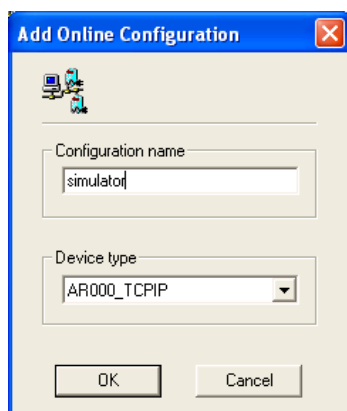 Add Online Configuration
Configuration name
simulator
Device type
AR000_TCPIP
OK
Cancel